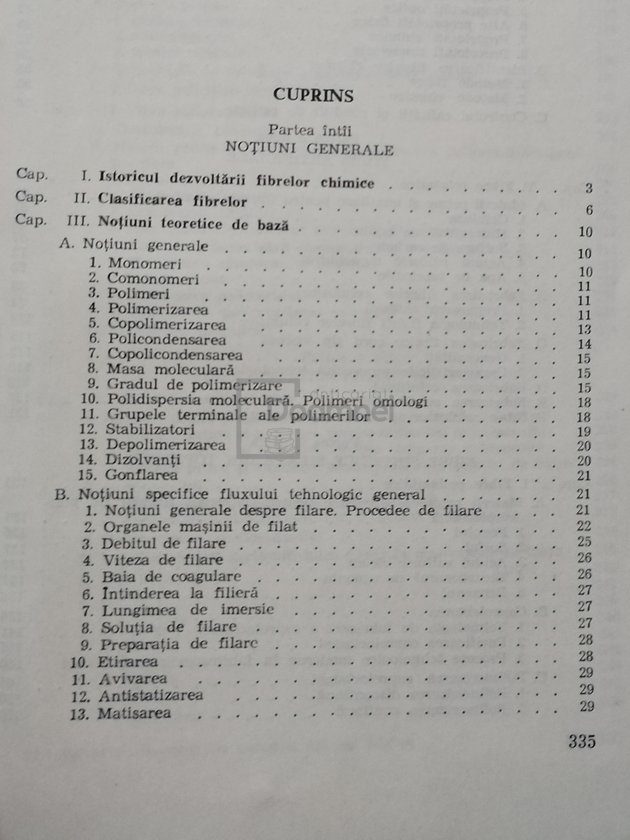 CUPRINS
Partea întîi
NOȚIUNI GENERALE
Cap. I. Istoricul dezvoltării fibrelor chimice . . . . . . . . . . 3
Cap. II. Clasificarea fibrelor . . . . . . . . . . . . . . 6
Cap. III. Noțiuni teoretice de bază . . . . . . . . . . . . 10
A. Noțiuni generale . . . . . . . . . . . . . . 10
1. Monomeri . . . . . . . . . . . . . . 10
2. Comonomeri . . . . . . . . . . . . . . 11
3. Polimeri . . . . . . . . . . . . . . 11
4. Polimerizarea . . . . . . . . . . . . . 11
5. Copolimerizarea . . . . . . . . . . . . 13
6. Policondensarea . . . . . . . . . . . . 14
7. Copolicondensarea . . . . . . . . . . . . 15
8. Masa moleculară . . . . . . . . . . . . 15
9. Gradul de polimerizare . . . . . . . . . . 15
10. Polidispersia moleculară. Polimeri omologi . . . . . . 18
11. Grupele terminale ale polimerilor . . . . . . . . 18
12. Stabilizatori . . . . . . . . . . . . . 19
13. Depolimerizarea . . . . . . . . . . . . 20
14. Dizolvanți . . . . . . . . . . . . . . 20
15. Gonflarea . . . . . . . . . . . . . . 21
B. Noțiuni specifice fluxului tehnologic general . . . . . . 21
1. Noțiuni generale despre filare. Procedee de filare . . . . 21
2. Organele mașinii de filat . . . . . . . . . . 22
3. Debitul de filare . . . . . . . . . . . . 25
4. Viteza de filare . . . . . . . . . . . . 26
5. Baia de coagulare . . . . . . . . . . . . 26
6. Întinderea la filieră . . . . . . . . . . . 27
7. Lungimea de imersie . . . . . . . . . . . 27
8. Soluția de filare . . . . . . . . . . . . 27
9. Preparația de filare . . . . . . . . . . . 28
10. Etirarea . . . . . . . . . . . . . . 28
11. Avivarea . . . . . . . . . . . . . . 29
12. Antistatizarea . . . . . . . . . . . . 29
13. Matisarea . . . . . . . . . . . . . . 29
335